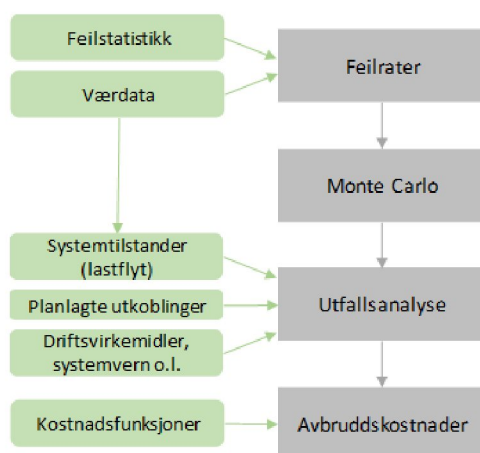 Feilstatistikk
Feilrater
Værdata
Monte Carlo
Systemtilstander
(lastflyt)
Planlagte utkoblinger
Utfallsanalyse
Driftsvirkemidler,
systemvern o.l.
Kostnadsfunksjoner
Avbruddskostnader